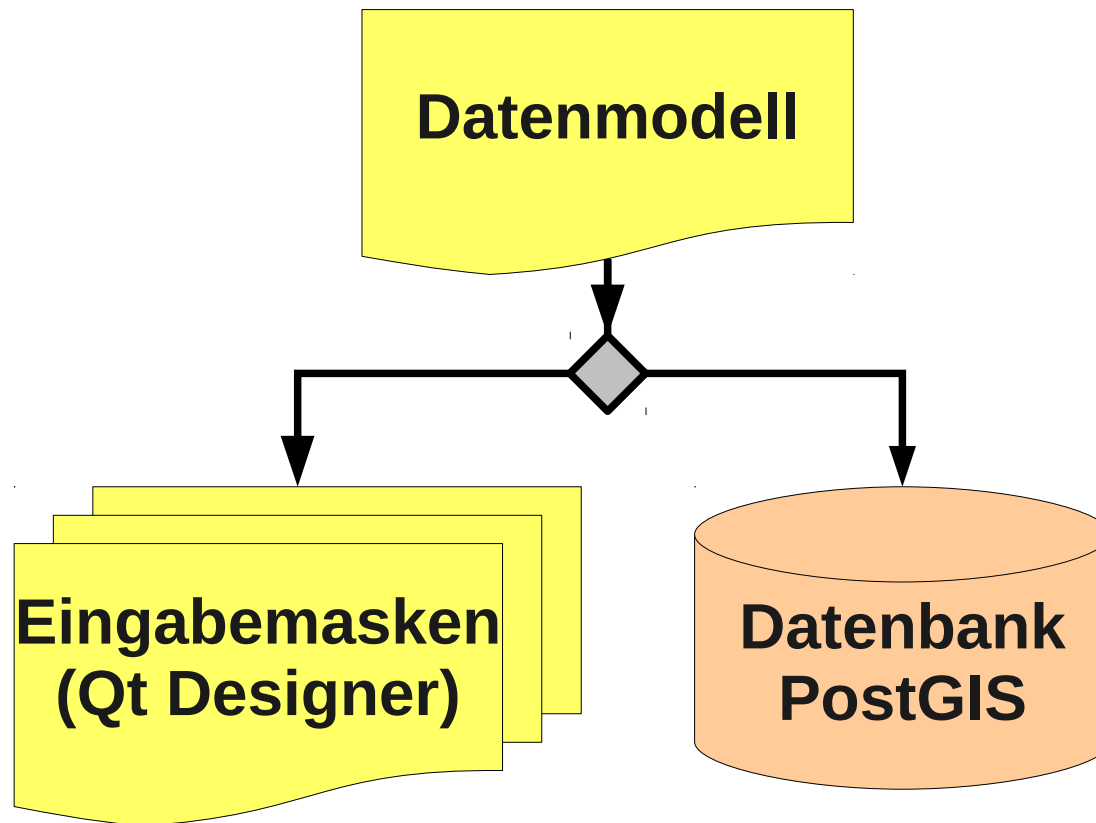 Datenmodell
Eingabemasken
(Qt Designer)
Datenbank
PostGIS